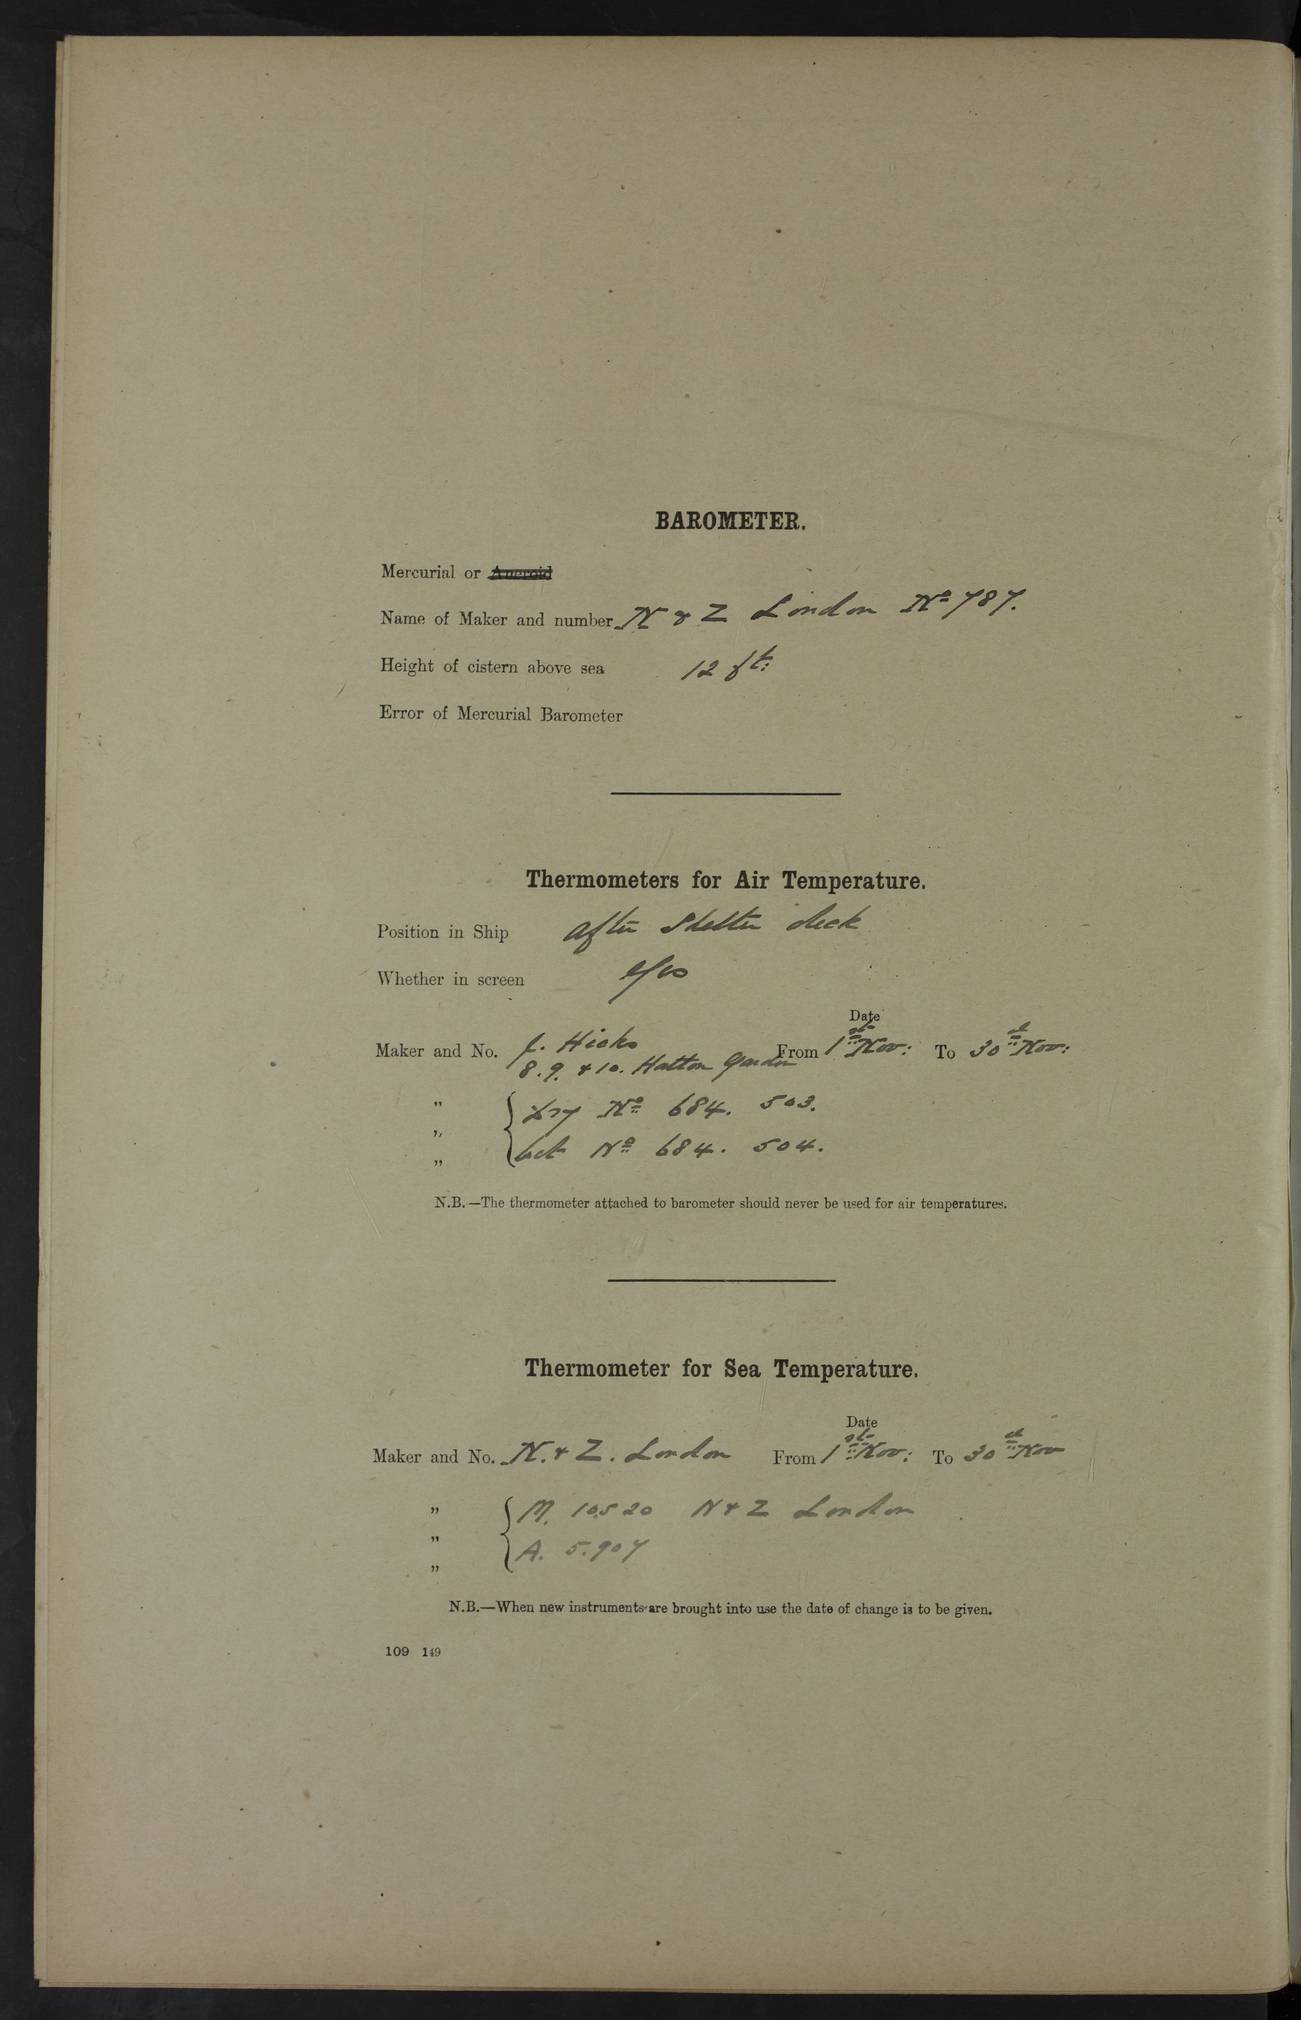 BAROMETER.
Mercurial or Aneroid
Name of Maker and number N & Z London No 787.
Height of cistern above sea 12 ft:
Error of Mercurial Barometer
Thermometers for Air Temperature.
Position in Ship after Shelter deck
Whether in screen yes
Date
Maker and No. J. Hicks From 1st Nov: To 30th Nov:
8. 9. & 10. Hatton Garden
„ Dry No 684. 503.
„
„ wet No 684. 504.
N.B.—The thermometer attached to barometer should never be used for air temperatures.
Thermometer for Sea Temperature.
Date
Maker and No. N. & Z. London From 1st Nov: To 30th Nov
„ M. 10520 N & Z London
„
„ A. 5.907
N.B.—When new instruments are brought into use the date of change is to be given.
109 149